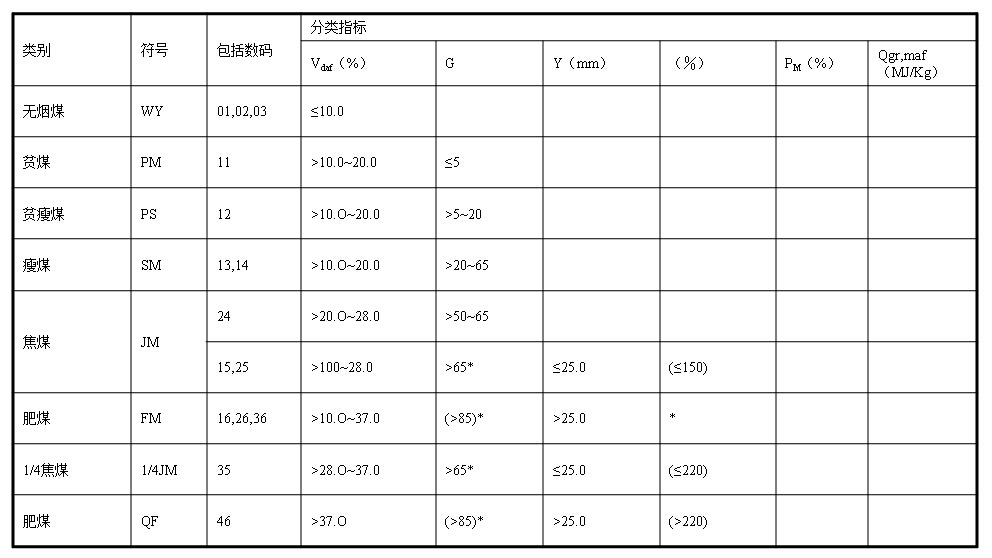 类别 符号 包括数码 分类指标
Vdaf（%） G Y（mm） （%） PM（%） Qgr,maf（MJ/Kg）
无烟煤 WY 01,02,03 ≤10.0
贫煤 PM 11 >10.0~20.0 ≤5
贫瘦煤 PS 12 >10.O~20.0 >5~20
瘦煤 SM 13,14 >10.O~20.0 >20~65
焦煤 JM 24 >20.O~28.0 >50~65
15,25 >100~28.0 >65* ≤25.0 (≤150)
肥煤 FM 16,26,36 >10.O~37.0 (>85)* >25.0 *
1/4焦煤 1/4JM 35 >28.O~37.0 >65* ≤25.0 (≤220)
肥煤 QF 46 >37.O (>85)* >25.0 (>220)